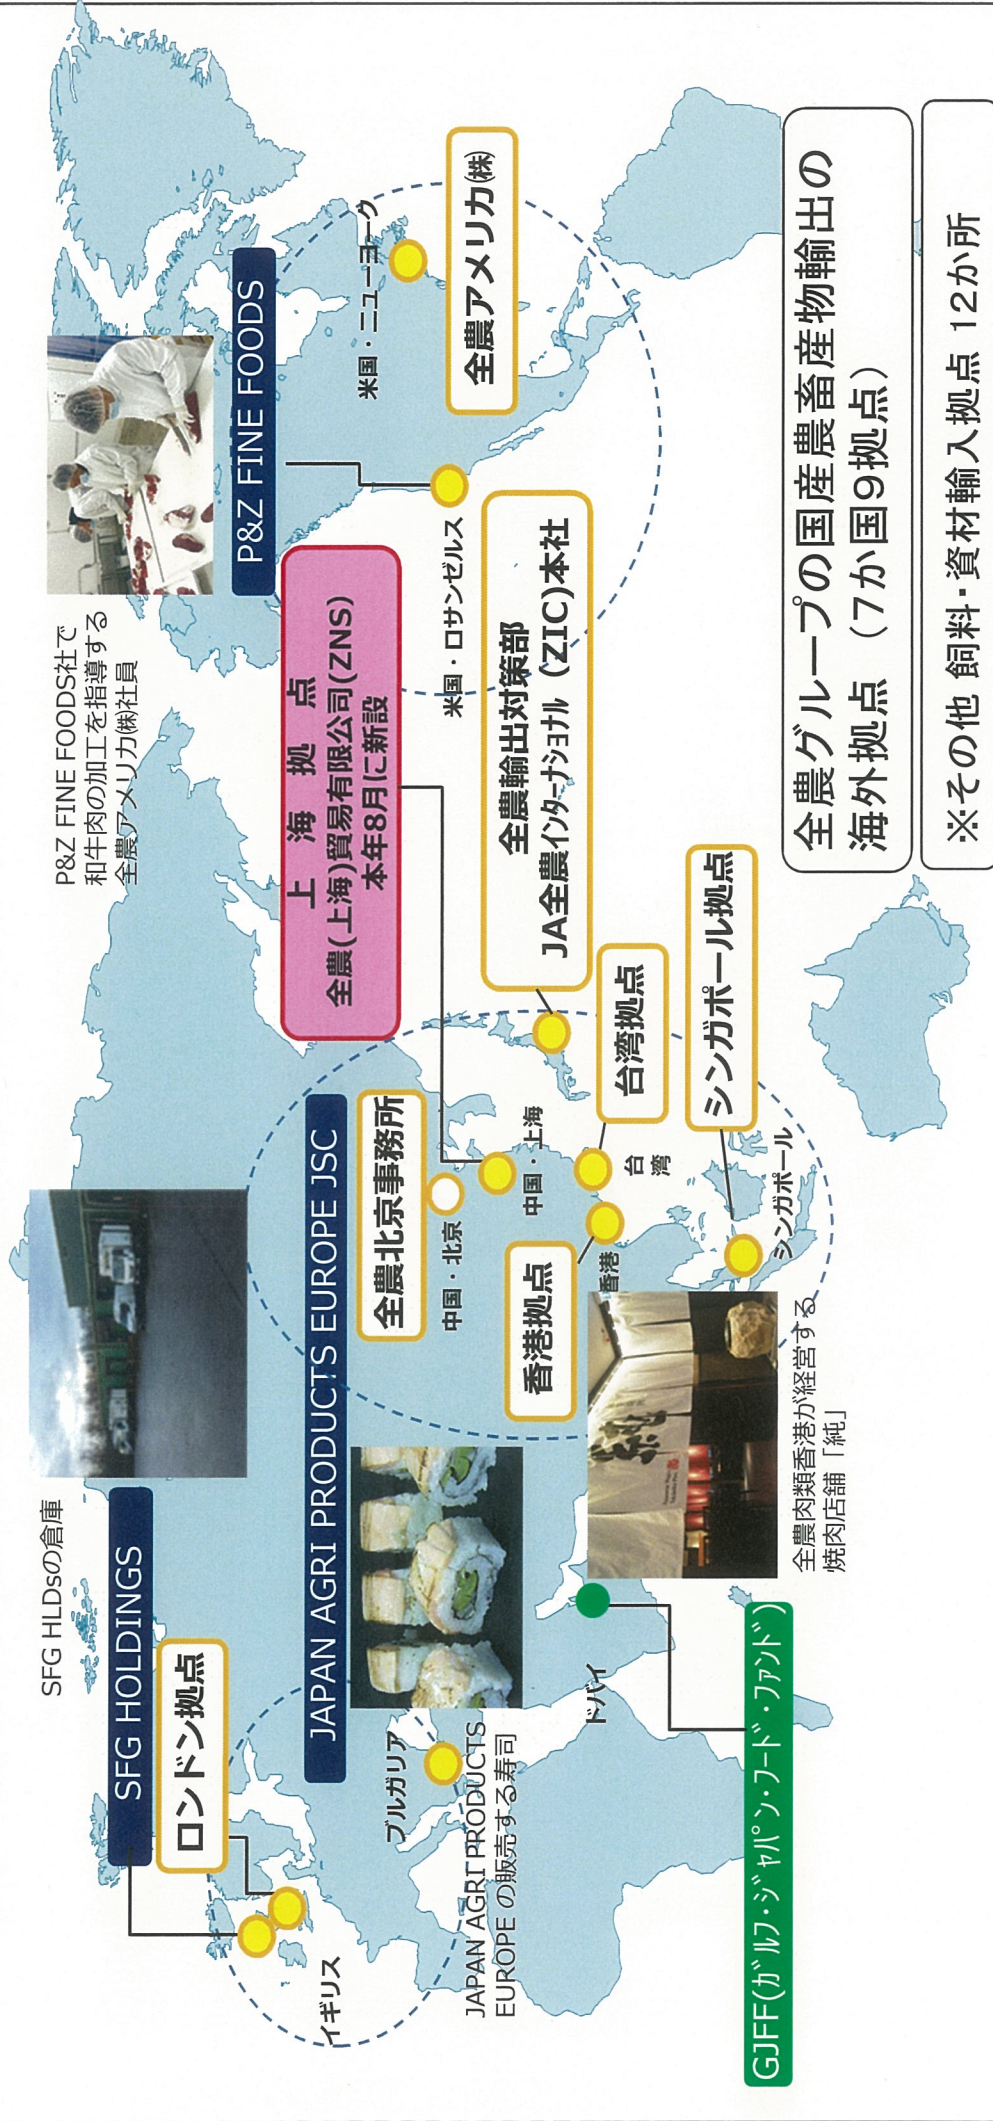 SFG HLDsの倉庫
SFG HOLDINGS
ロンドン拠点
イギリス
JAPAN AGRI PRODUCTS EUROPE JSC
ブルガリア
JAPAN AGRI PRODUCTS
EUROPE の販売する寿司
ドバイ
GJFF(ｶﾞﾙﾌ・ｼﾞｬﾊﾟﾝ・ﾌｰﾄﾞ・ﾌｧﾝﾄﾞ)
全農北京事務所
中国・北京
香港拠点
香港
全農肉類香港が経営する
焼肉店舗「純」
中国・上海
台湾拠点
台
湾
シンガポール拠点
シンガポール
上海拠点
全農(上海)貿易有限公司(ZNS)
本年8月に新設
全農輸出対策部
JA全農ｲﾝﾀｰﾅｼｮﾅﾙ（ZIC)本社
P&Z FINE FOODS社で
和牛肉の加工を指導する
全農アメリカ㈱社員
P&Z FINE FOODS
米国・ロサンゼルス
米国・ニューヨーク
全農アメリカ㈱
全農グループの国産農畜産物輸出の
海外拠点（7か国9拠点）
※その他 飼料・資材輸入拠点 12か所